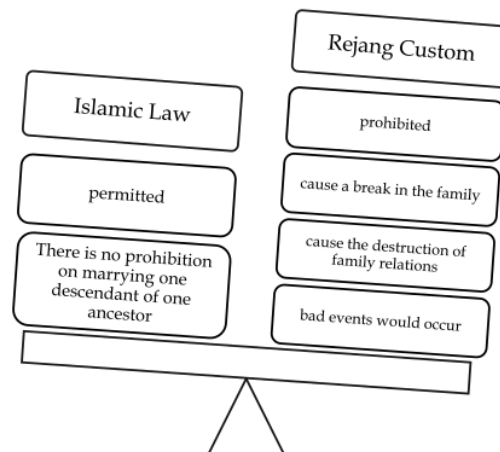 Islamic Law
permitted
There is no prohibition
on marrying one
descendant of one
ancestor
Rejang Custom
prohibited
cause a break in the family
cause the destruction of
family relations
bad events would occur